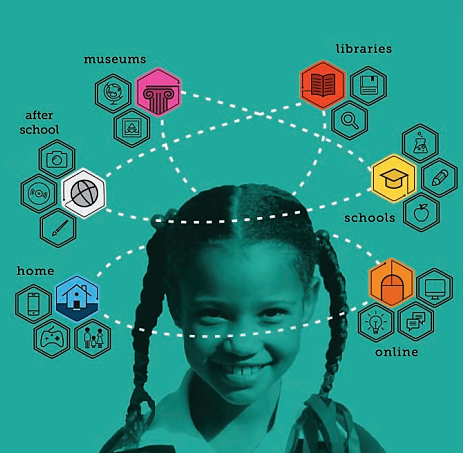 museums
libraries
after
school
schools
home
online